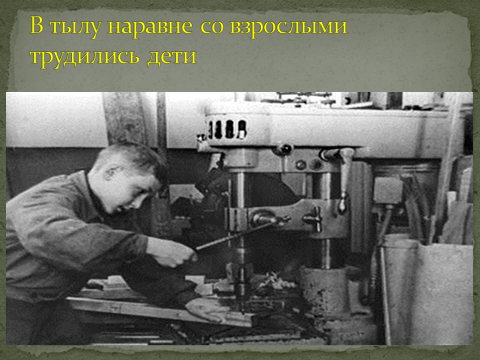 В тылу наравне со взрослыми
трудились дети